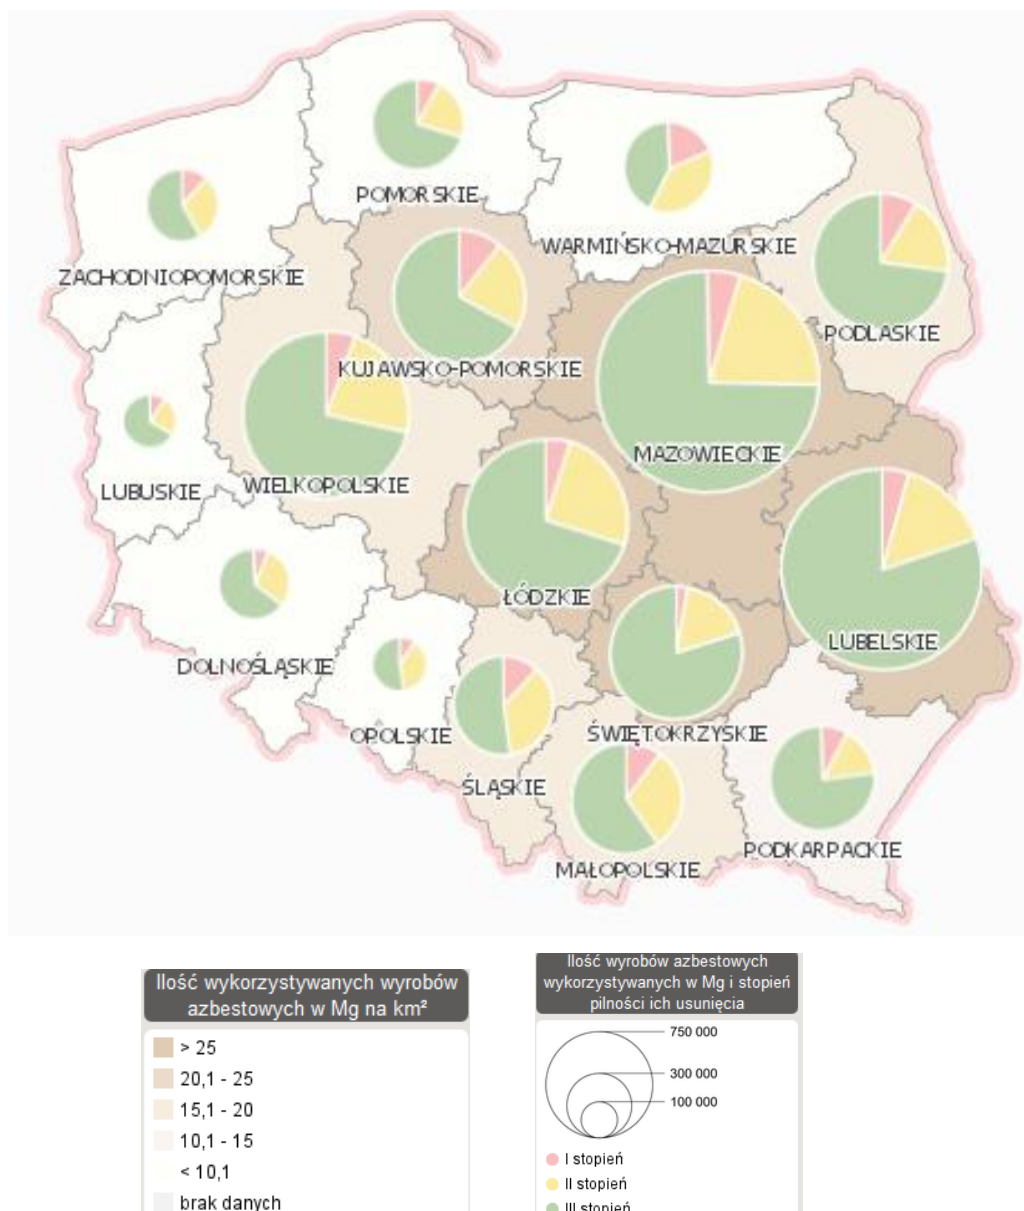 POMORSKIE
WARMIŃSKO-MAZURSKIE
ZACHODNIOPOMORSKIE
PODLASKIE
KUJAWSKO-POMORSKIE
MAZOWIECKIE
WIELKOPOLSKIE
LUBUSKIE
ŁÓDZKIE
LUBELSKIE
DOLNOŚLĄSKIE
OPOLSKIE
ŚWIĘTOKRZYSKIE
ŚLĄSKIE
PODKARPACKIE
MAŁOPOLSKIE
Ilość wykorzystywanych wyrobów
azbestowych w Mg na km²
> 25
20,1 - 25
15,1 - 20
10,1 - 15
< 10,1
brak danych
Ilość wyrobów azbestowych
wykorzystywanych w Mg i stopień
pilności ich usunięcia
750 000
300 000
100 000
I stopień
II stopień
III stopień